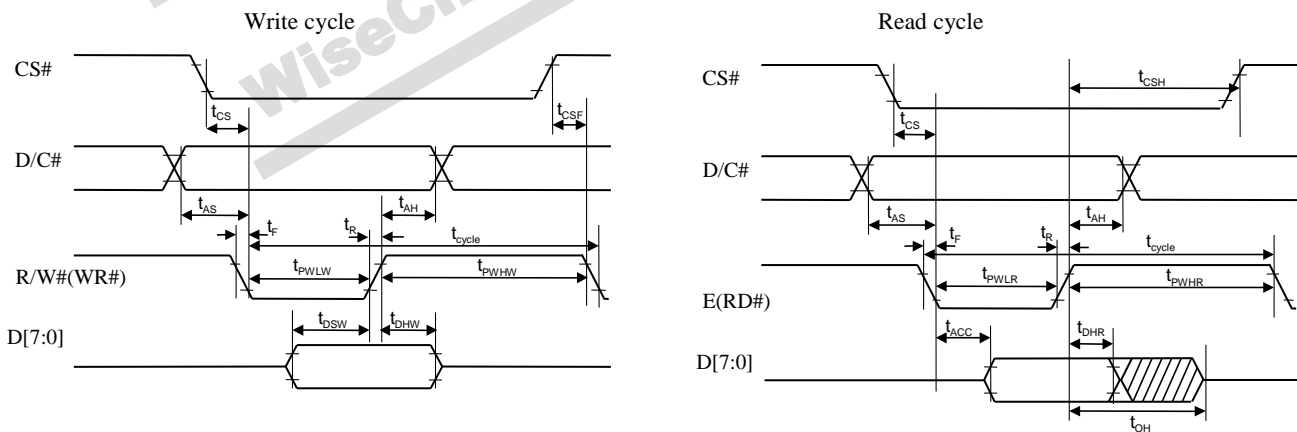 Write cycle
CS#
tCS
tCSF
D/C#
tAS
tAH
tF
tR
tcycle
R/W#(WR#)
tPWLW
tPWHW
tDSW
tDHW
D[7:0]
Read cycle
CS#
tCSH
tCS
D/C#
tAS
tAH
tF
tR
tcycle
E(RD#)
tPWLR
tPWHR
tACC
tDHR
D[7:0]
tOH